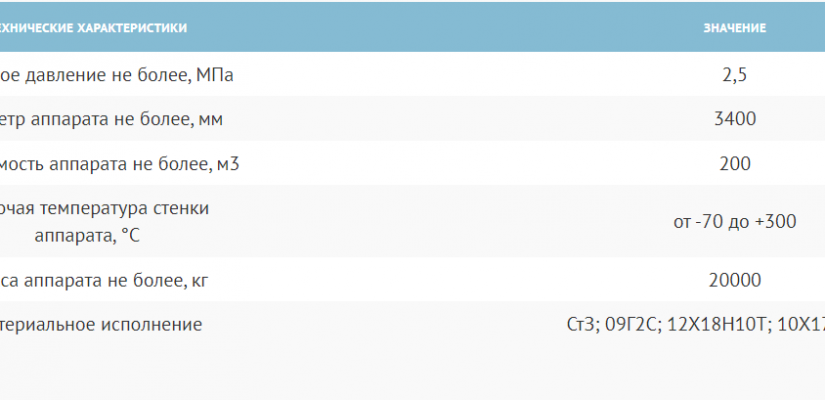 ЕХНИЧЕСКИЕ ХАРАКТЕРИСТИКИ ЗНАЧЕНИЕ
ое давление не более, МПа 2,5
етр аппарата не более, мм 3400
мость аппарата не более, м3 200
очая температура стенки
аппарата, °C от -70 до +300
са аппарата не более, кг 20000
териальное исполнение Ст3; 09Г2С; 12Х18Н10Т; 10Х17